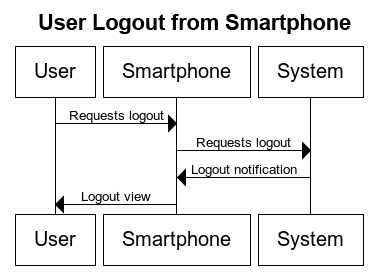 User Logout from Smartphone
User Smartphone System
Requests logout
Requests logout
Logout notification
Logout view
User Smartphone System